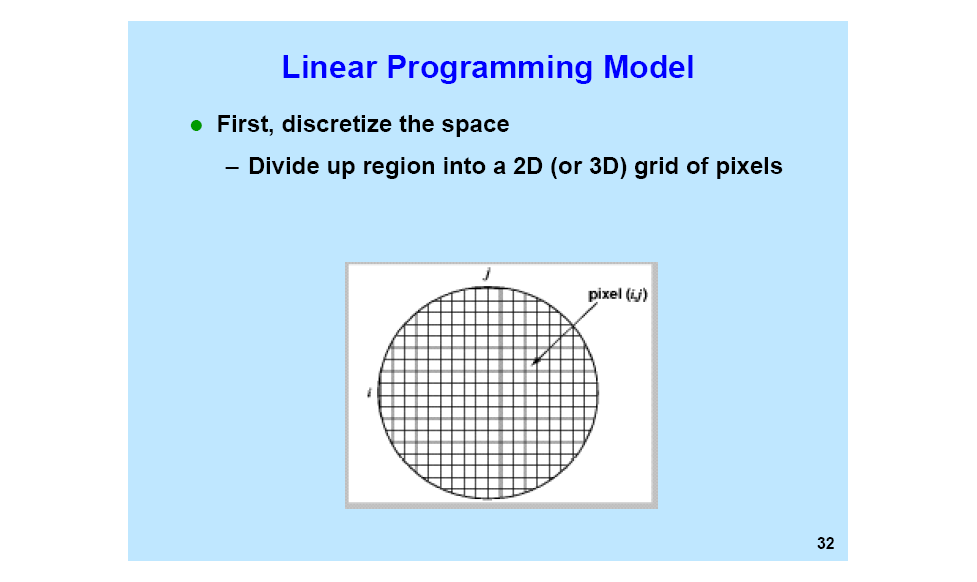 Linear Programming Model
● First, discretize the space
– Divide up region into a 2D (or 3D) grid of pixels
j
pixel (i,j)
i
32